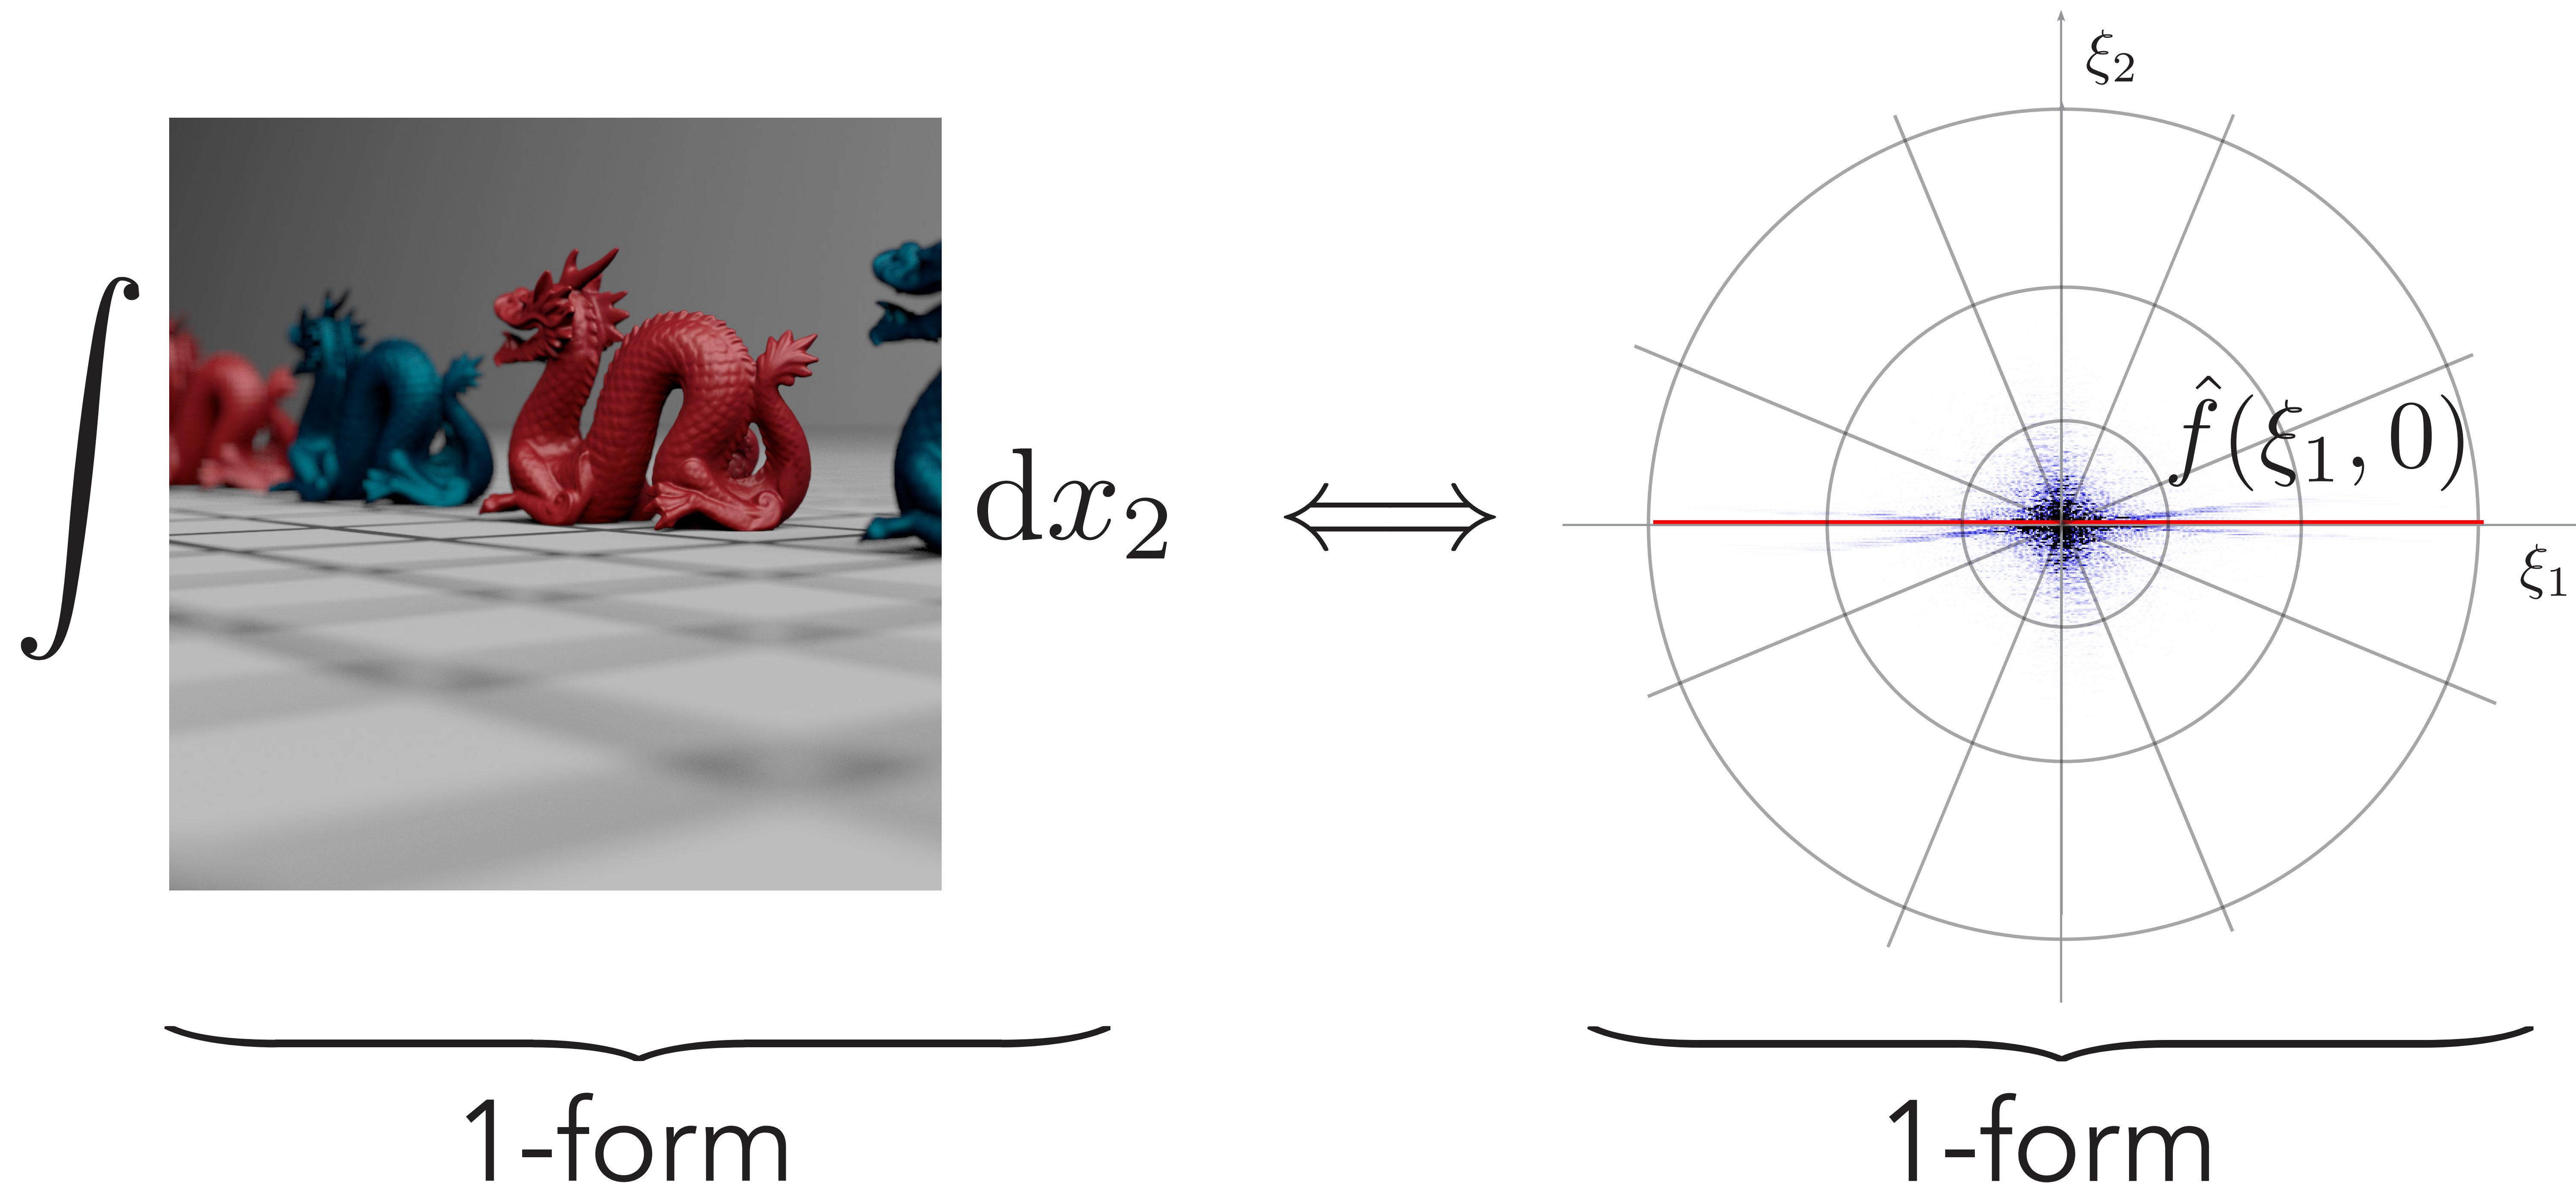 ∫ dx₂ ⟺ f̂(ξ₁, 0)
ξ₂
ξ₁
1-form
1-form